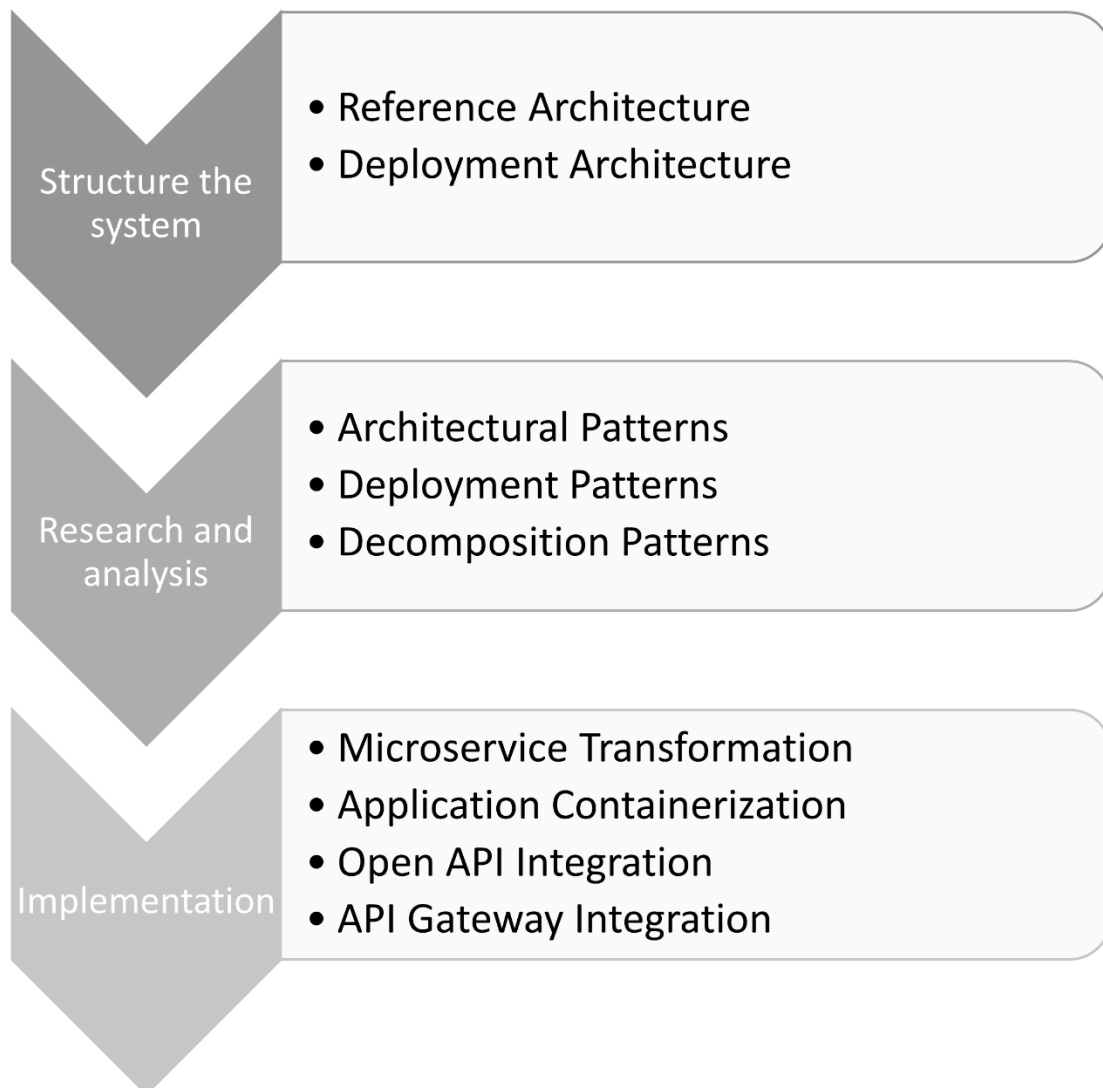 Structure the
system
• Reference Architecture
• Deployment Architecture
Research and
analysis
• Architectural Patterns
• Deployment Patterns
• Decomposition Patterns
Implementation
• Microservice Transformation
• Application Containerization
• Open API Integration
• API Gateway Integration